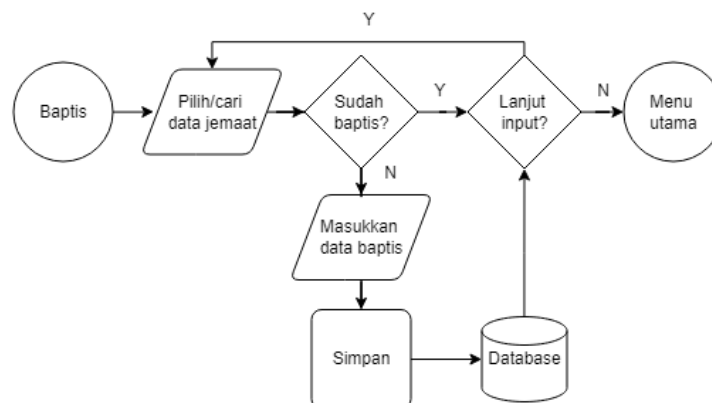 Y
Baptis
Pilih/cari
data jemaat
Sudah
baptis?
Y
Lanjut
input?
N
Menu
utama
N
Masukkan
data baptis
Simpan
Database